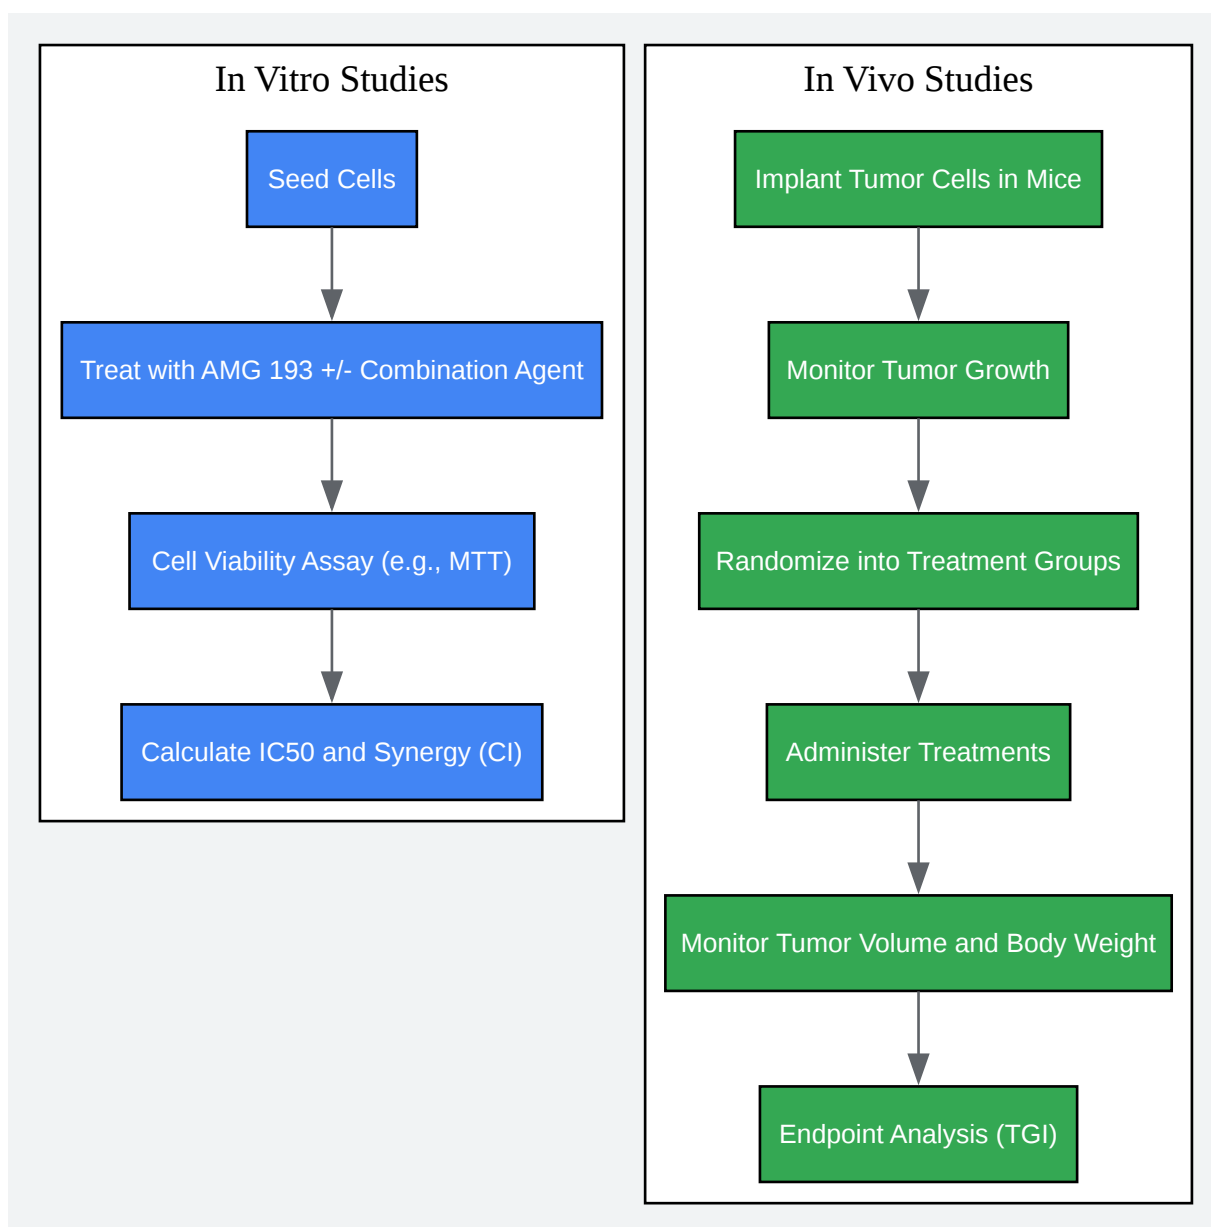 In Vitro Studies
Seed Cells
Treat with AMG 193 +/- Combination Agent
Cell Viability Assay (e.g., MTT)
Calculate IC50 and Synergy (CI)
In Vivo Studies
Implant Tumor Cells in Mice
Monitor Tumor Growth
Randomize into Treatment Groups
Administer Treatments
Monitor Tumor Volume and Body Weight
Endpoint Analysis (TGI)